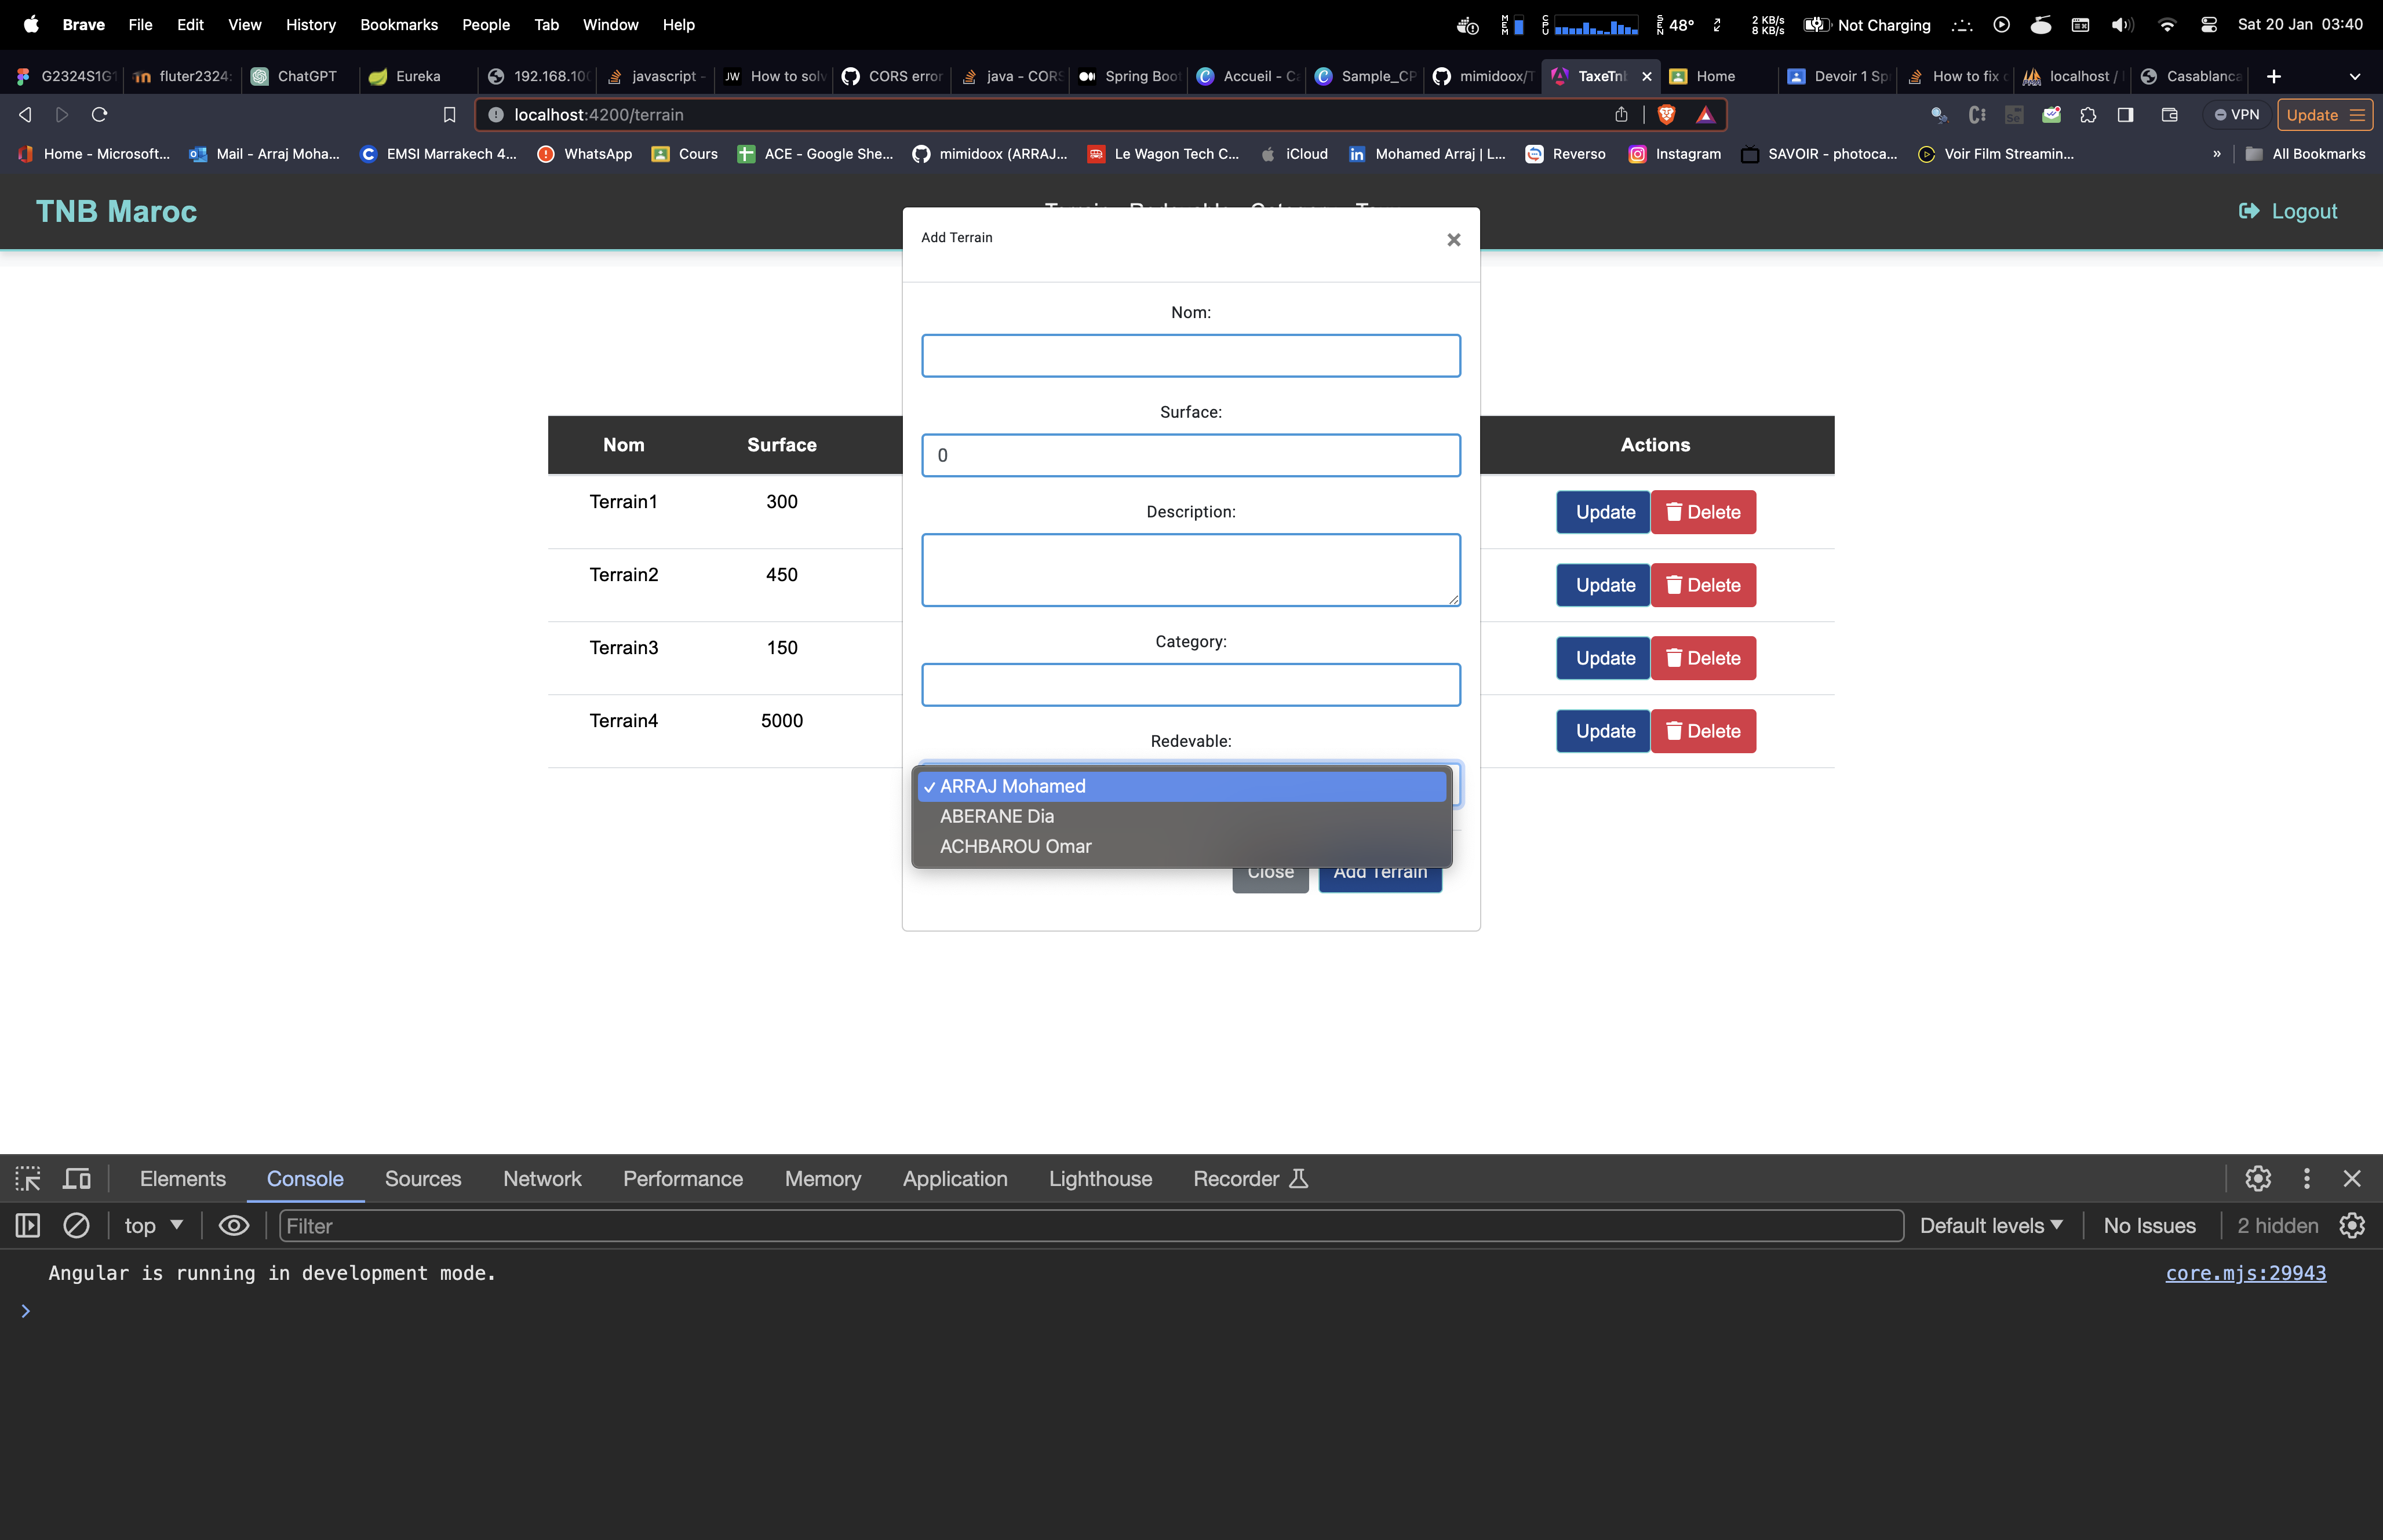 Brave File Edit View History Bookmarks People Tab Window Help
MEM CPU SEN 48° 2 KB/s 8 KB/s Not Charging Sat 20 Jan 03:40
G2324S1G1 fluter2324: ChatGPT Eureka 192.168.10 javascript - JW How to solv CORS error java - CORS Spring Boot Accueil - C Sample_CP mimidoox/T TaxeTnb Home Devoir 1 Sp How to fix localhost / Casablanca
localhost:4200/terrain
VPN Update
Home - Microsoft... Mail - Arraj Moha... EMSI Marrakech 4... WhatsApp Cours ACE - Google She... mimidoox (ARRAJ... Le Wagon Tech C... iCloud Mohamed Arraj | L... Reverso Instagram SAVOIR - photoca... Voir Film Streamin... » All Bookmarks
TNB Maroc
Logout
Add Terrain
Nom:
Surface:
0
Description:
Category:
Redevable:
✓ ARRAJ Mohamed
ABERANE Dia
ACHBAROU Omar
Close Add Terrain
Nom Surface Actions
Terrain1 300 Update Delete
Terrain2 450 Update Delete
Terrain3 150 Update Delete
Terrain4 5000 Update Delete
Elements Console Sources Network Performance Memory Application Lighthouse Recorder
top Filter Default levels No Issues 2 hidden
Angular is running in development mode. core.mjs:29943